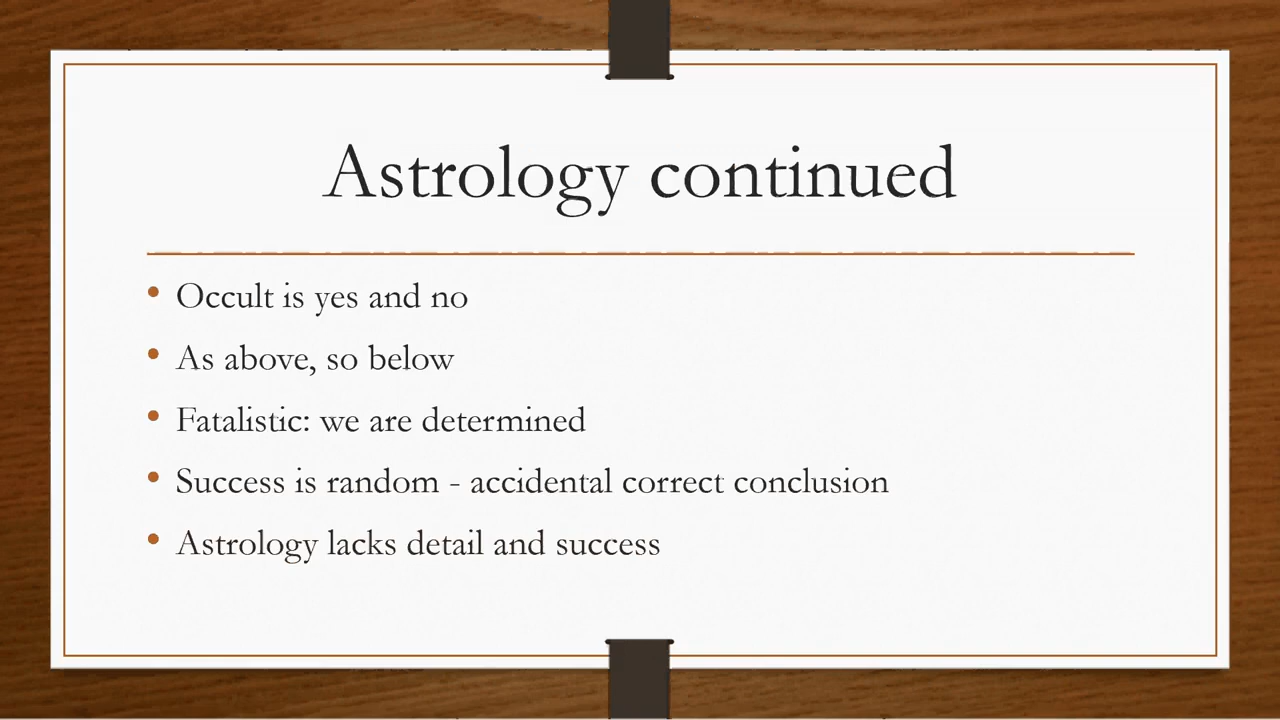 Astrology continued
• Occult is yes and no
• As above, so below
• Fatalistic: we are determined
• Success is random - accidental correct conclusion
• Astrology lacks detail and success